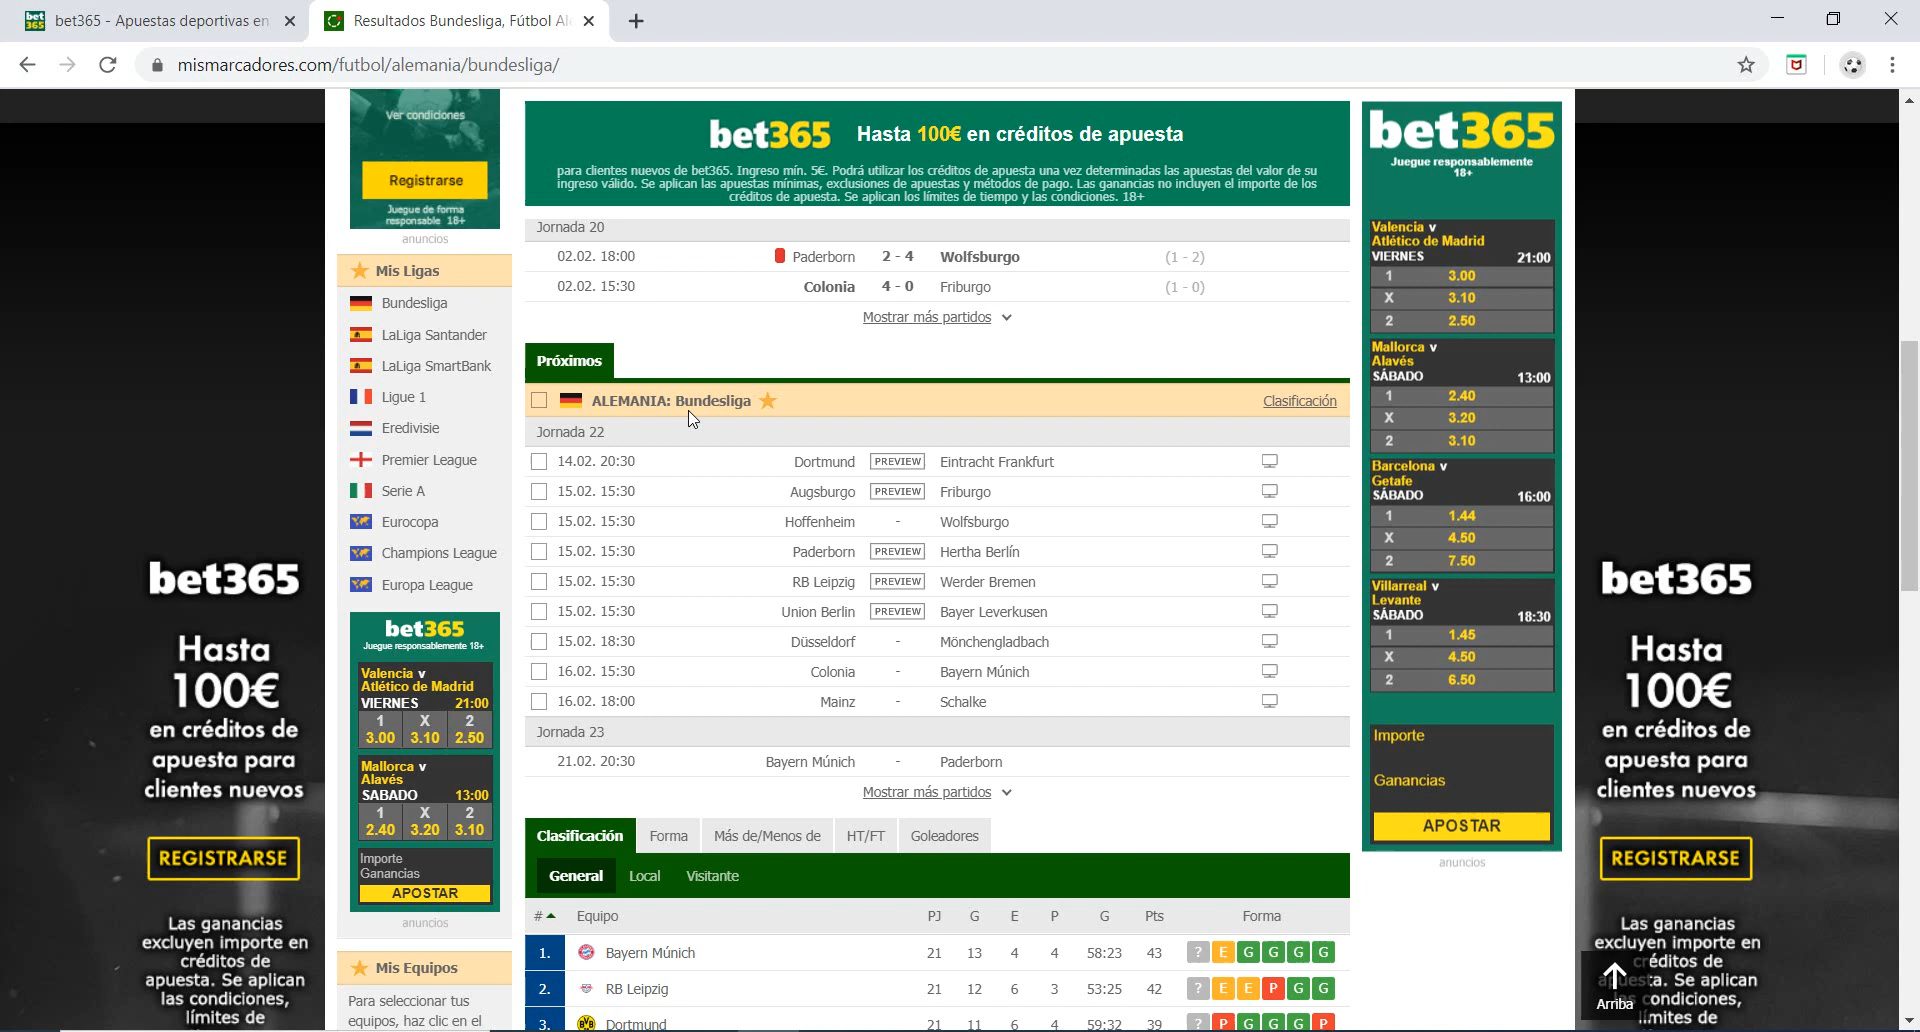 bet365 - Apuestas deportivas en
Resultados Bundesliga, Fútbol Al
mismarcadores.com/futbol/alemania/bundesliga/
Ver condiciones
Registrarse
Juegue de forma
responsable 18+
anuncios
Mis Ligas
Bundesliga
LaLiga Santander
LaLiga SmartBank
Ligue 1
Eredivisie
Premier League
Serie A
Eurocopa
Champions League
Europa League
bet365
Juegue responsablemente 18+
Valencia v
Atlético de Madrid
VIERNES 21:00
1 X 2
3.00 3.10 2.50
Mallorca v
Alavés
SABADO 13:00
1 X 2
2.40 3.20 3.10
Importe
Ganancias
APOSTAR
anuncios
Mis Equipos
Para seleccionar tus
equipos, haz clic en el
bet365 Hasta 100€ en créditos de apuesta
para clientes nuevos de bet365. Ingreso mín. 5€. Podrá utilizar los créditos de apuesta una vez determinadas las apuestas del valor de su
ingreso válido. Se aplican las apuestas mínimas, exclusiones de apuestas y métodos de pago. Las ganancias no incluyen el importe de los
créditos de apuesta. Se aplican los límites de tiempo y las condiciones. 18+
Jornada 20
02.02. 18:00 Paderborn 2 - 4 Wolfsburgo (1 - 2)
02.02. 15:30 Colonia 4 - 0 Friburgo (1 - 0)
Mostrar más partidos
Próximos
ALEMANIA: Bundesliga Clasificación
Jornada 22
14.02. 20:30 Dortmund PREVIEW Eintracht Frankfurt
15.02. 15:30 Augsburgo PREVIEW Friburgo
15.02. 15:30 Hoffenheim - Wolfsburgo
15.02. 15:30 Paderborn PREVIEW Hertha Berlín
15.02. 15:30 RB Leipzig PREVIEW Werder Bremen
15.02. 15:30 Union Berlin PREVIEW Bayer Leverkusen
15.02. 18:30 Düsseldorf - Mönchengladbach
16.02. 15:30 Colonia - Bayern Múnich
16.02. 18:00 Mainz - Schalke
Jornada 23
21.02. 20:30 Bayern Múnich - Paderborn
Mostrar más partidos
Clasificación Forma Más de/Menos de HT/FT Goleadores
General Local Visitante
# Equipo PJ G E P G Pts Forma
1. Bayern Múnich 21 13 4 4 58:23 43 ? E G G G G
2. RB Leipzig 21 12 6 3 53:25 42 ? E E P G G
3. Dortmund 21 11 6 4 59:32 39 ? P G G G P
bet365
Juegue responsablemente
18+
Valencia v
Atlético de Madrid
VIERNES 21:00
1 3.00
X 3.10
2 2.50
Mallorca v
Alavés
SÁBADO 13:00
1 2.40
X 3.20
2 3.10
Barcelona v
Getafe
SÁBADO 16:00
1 1.44
X 4.50
2 7.50
Villarreal v
Levante
SÁBADO 18:30
1 1.45
X 4.50
2 6.50
Importe
Ganancias
APOSTAR
anuncios
bet365
Hasta
100€
en créditos de
apuesta para
clientes nuevos
REGISTRARSE
Las ganancias
excluyen importe en
créditos de
apuesta. Se aplican
las condiciones,
límites de
bet365
Hasta
100€
en créditos de
apuesta para
clientes nuevos
REGISTRARSE
Las ganancias
excluyen importe en
créditos de
apuesta. Se aplican
condiciones,
límites de
Arriba